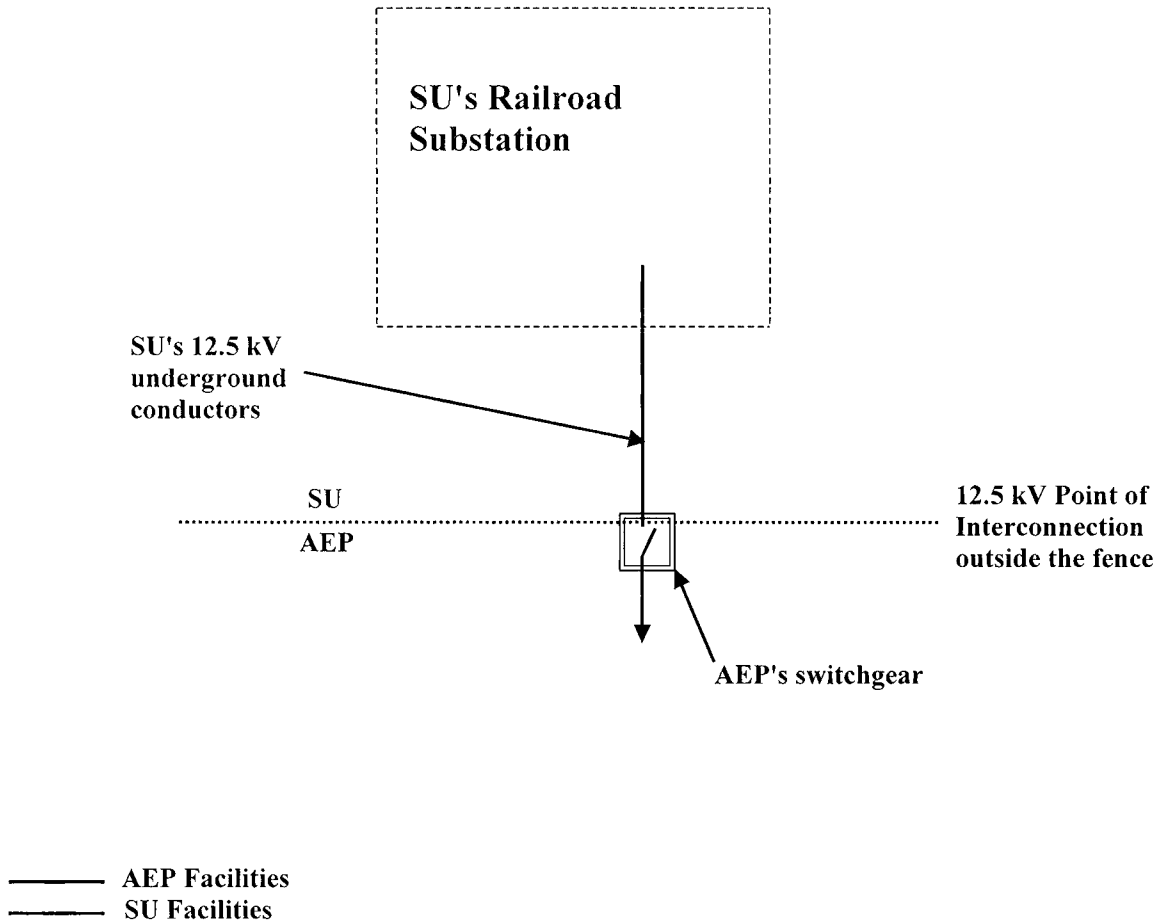 SU's Railroad
Substation
SU's 12.5 kV
underground
conductors
SU
AEP
12.5 kV Point of
Interconnection
outside the fence
AEP's switchgear
AEP Facilities
SU Facilities